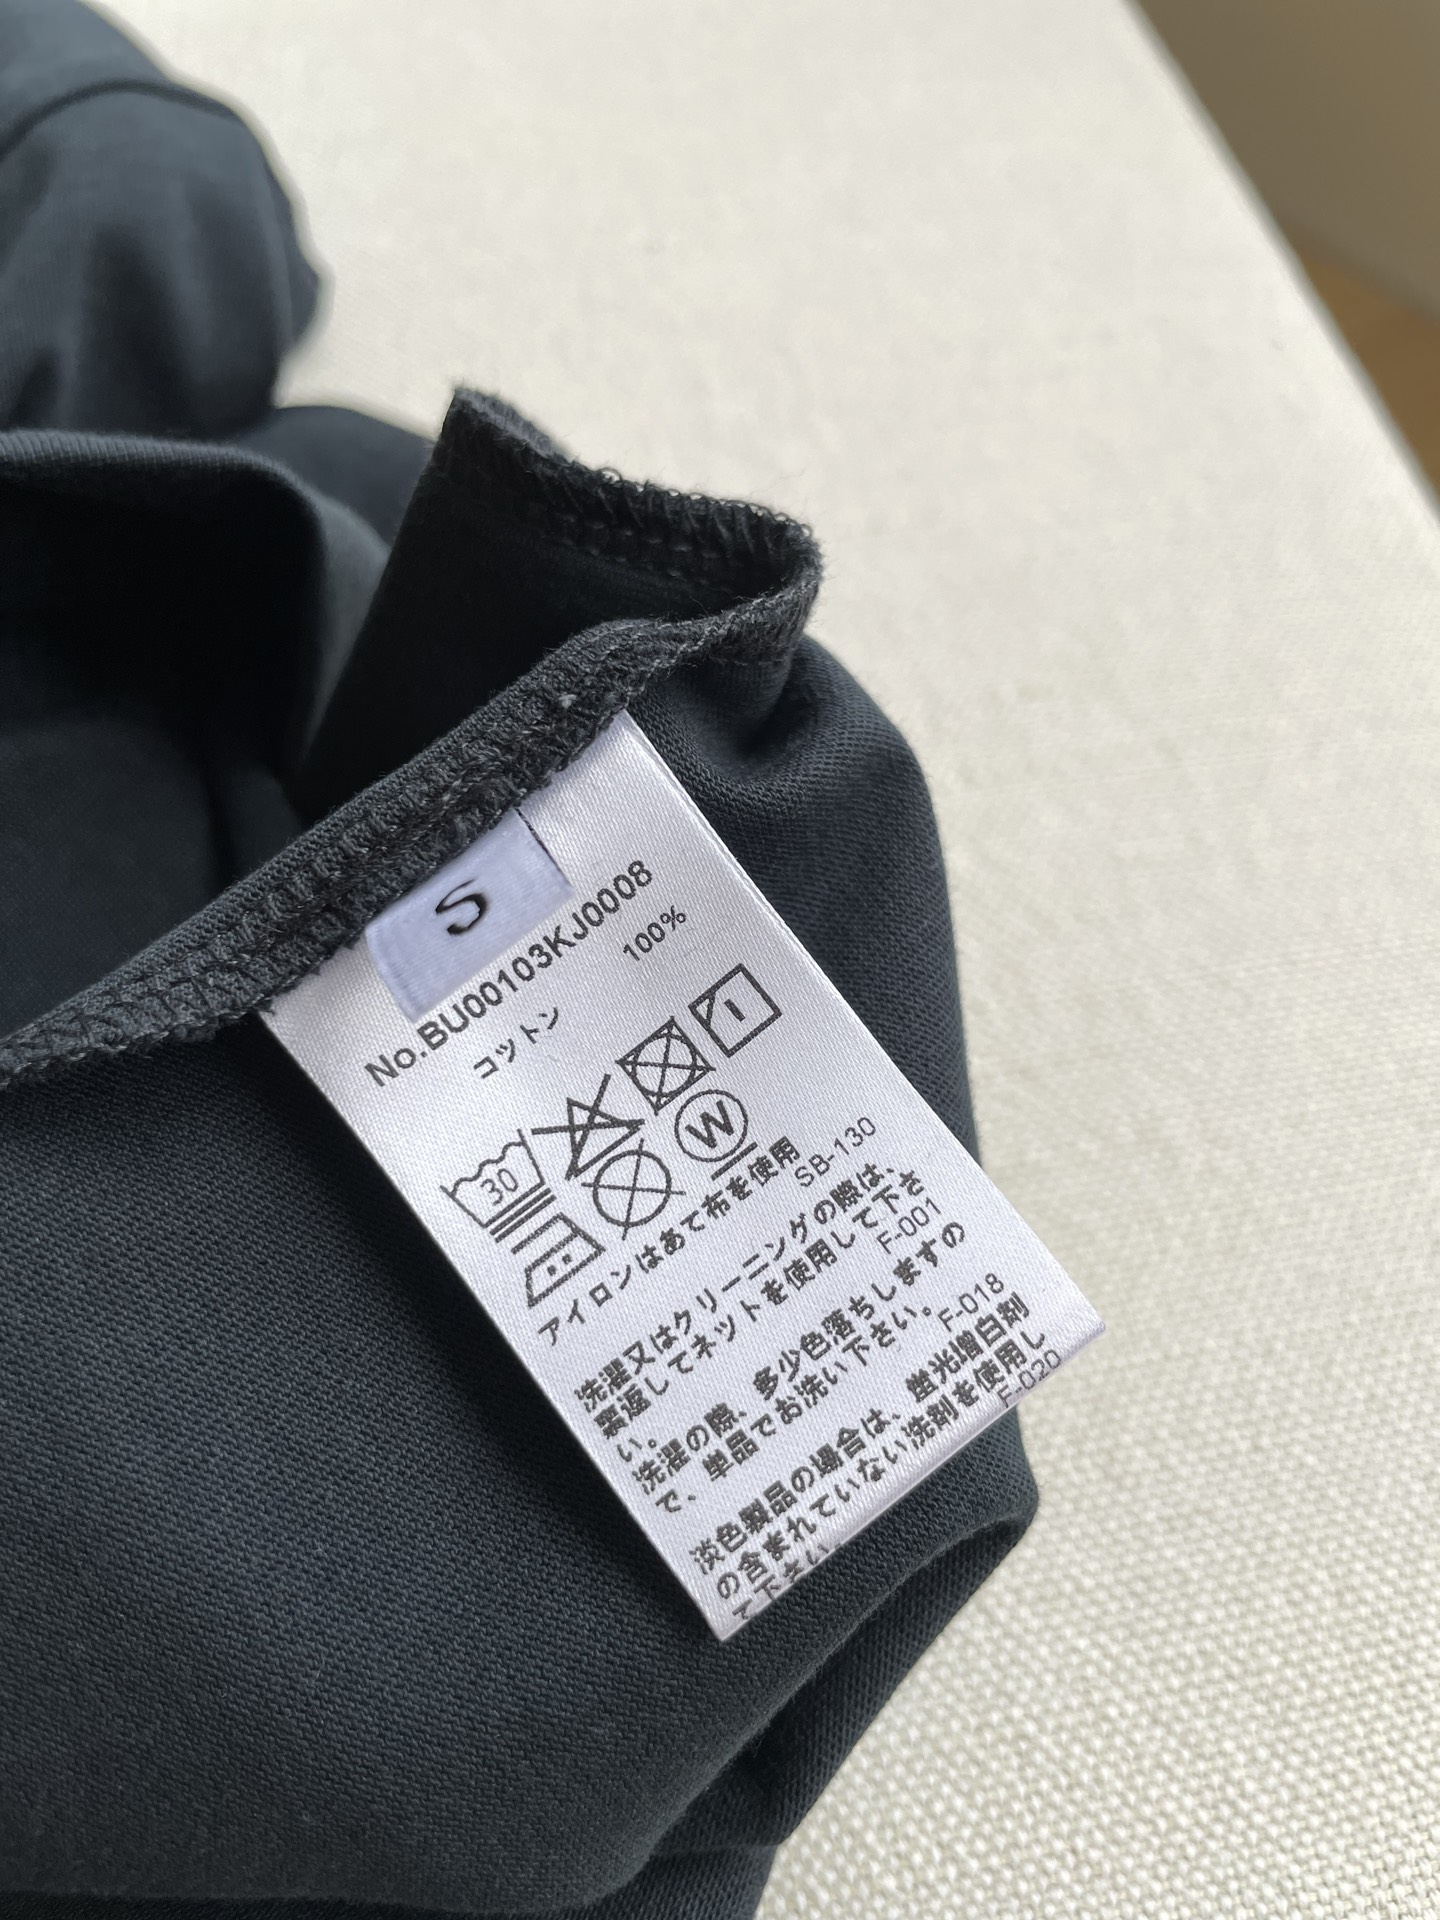 S
No.BU00103KJ0008
コットン 100%
30
W
アイロンはあて布を使用
SB-130
洗濯又はクリーニングの際は、
裏返してネットを使用して下さ
い。 F-001
洗濯の際、多少色落ちしますの
で、単品でお洗い下さい。
F-018
淡色製品の場合は、蛍光増白剤
の含まれていない洗剤を使用し
て下さい F-020